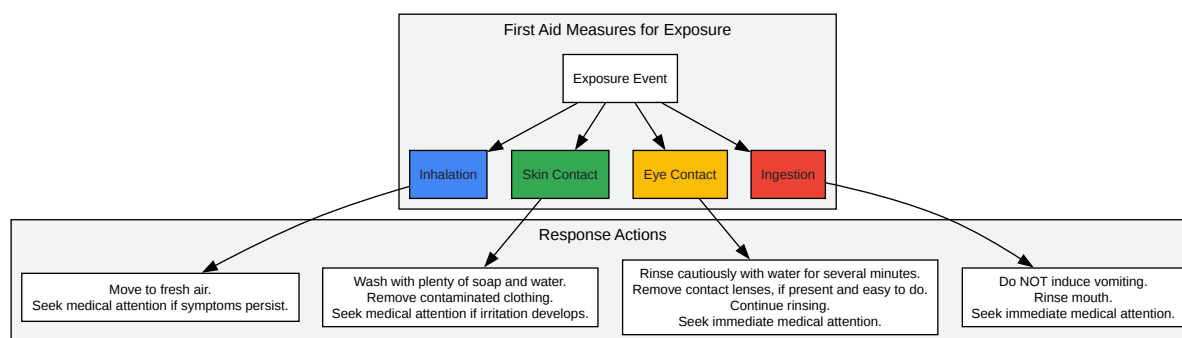 First Aid Measures for Exposure
Exposure Event
Inhalation
Skin Contact
Eye Contact
Ingestion
Response Actions
Move to fresh air.
Seek medical attention if symptoms persist.
Wash with plenty of soap and water.
Remove contaminated clothing.
Seek medical attention if irritation develops.
Rinse cautiously with water for several minutes.
Remove contact lenses, if present and easy to do.
Continue rinsing.
Seek immediate medical attention.
Do NOT induce vomiting.
Rinse mouth.
Seek immediate medical attention.